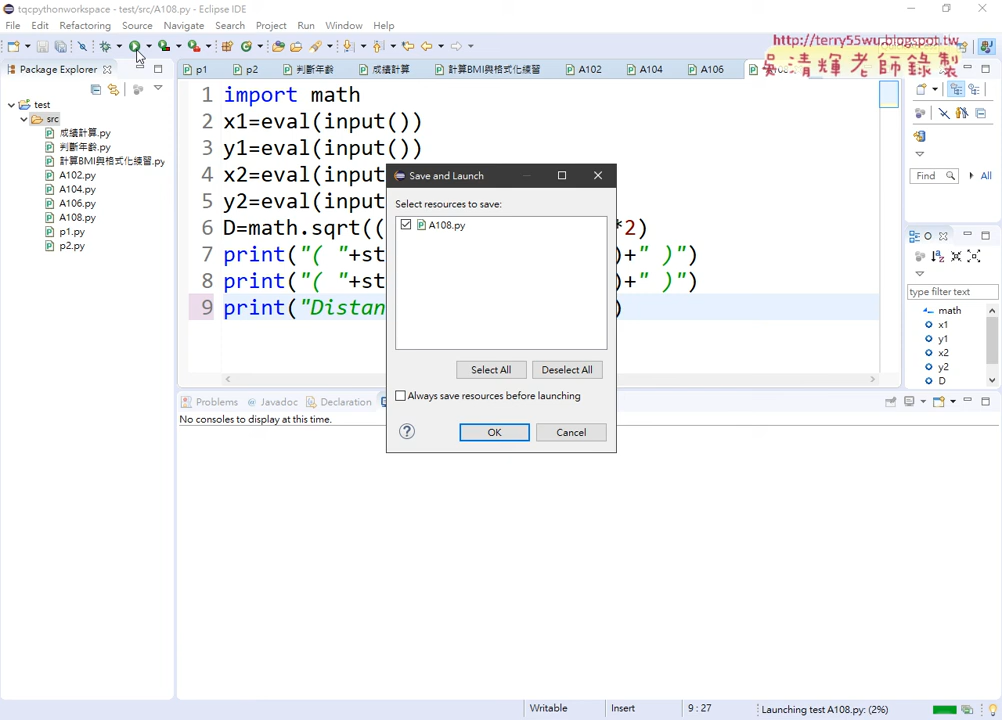 tqcpythonworkspace - test/src/A108.py - Eclipse IDE
File Edit Refactoring Source Navigate Search Project Run Window Help
http://terry55wu.blogspot.tw
吳清輝老師錄製
Package Explorer
p1 p2 判斷年齡 成績計算 計算BMI與格式化練習 A102 A104 A106
test
src
成績計算.py
判斷年齡.py
計算BMI與格式化練習.py
A102.py
A104.py
A106.py
A108.py
p1.py
p2.py
1 import math
2 x1=eval(input())
3 y1=eval(input())
4 x2=eval(inpu
5 y2=eval(inpu
6 D=math.sqrt(( *2)
7 print("( "+st )+" )")
8 print("( "+st )+" )")
9 print("Distan )
Save and Launch
Select resources to save:
A108.py
Select All Deselect All
Always save resources before launching
OK Cancel
Find All
type filter text
math
x1
y1
x2
y2
D
Problems Javadoc Declaration
No consoles to display at this time.
Writable Insert 9 : 27 Launching test A108.py: (2%)